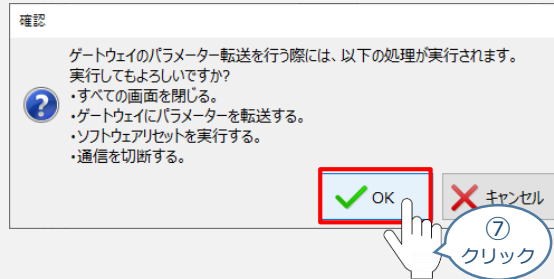 確認
ゲートウェイのパラメーター転送を行う際には、以下の処理が実行されます。
実行してもよろしいですか?
・すべての画面を閉じる。
・ゲートウェイにパラメーターを転送する。
・ソフトウェアリセットを実行する。
・通信を切断する。
OK
キャンセル
⑦
クリック